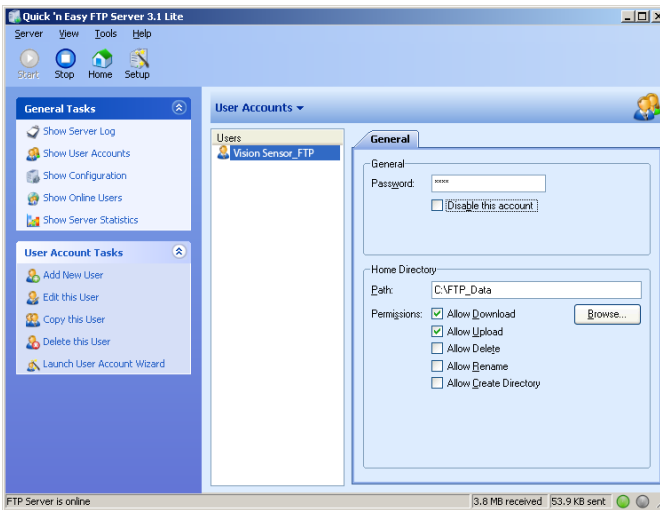 Quick 'n Easy FTP Server 3.1 Lite
Server View Tools Help
Start Stop Home Setup
General Tasks
Show Server Log
Show User Accounts
Show Configuration
Show Online Users
Show Server Statistics
User Account Tasks
Add New User
Edit this User
Copy this User
Delete this User
Launch User Account Wizard
User Accounts
Users
Vision Sensor_FTP
General
General
Password: ****
Disable this account
Home Directory
Path: C:\FTP_Data
Permissions: Allow Download Browse...
Allow Upload
Allow Delete
Allow Rename
Allow Create Directory
FTP Server is online 3.8 MB received 53.9 KB sent